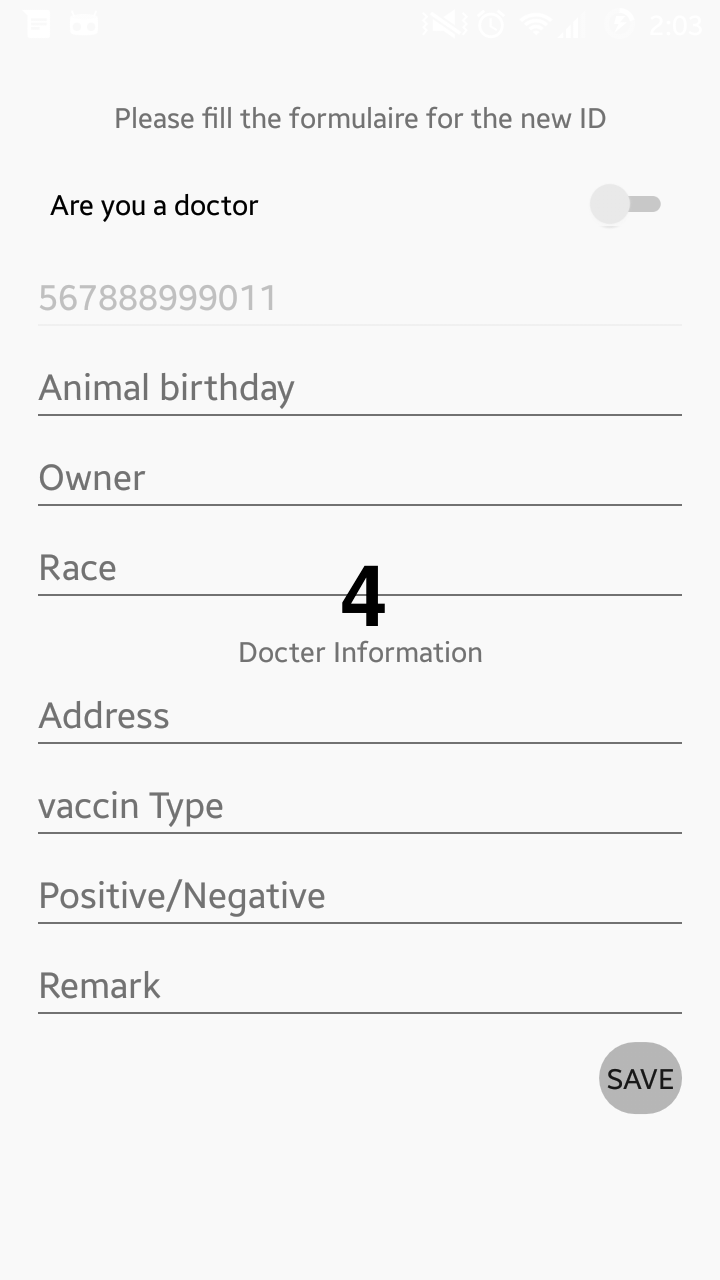 2:03
Please fill the formulaire for the new ID
Are you a doctor
567888999011
Animal birthday
Owner
Race
4
Docter Information
Address
vaccin Type
Positive/Negative
Remark
SAVE